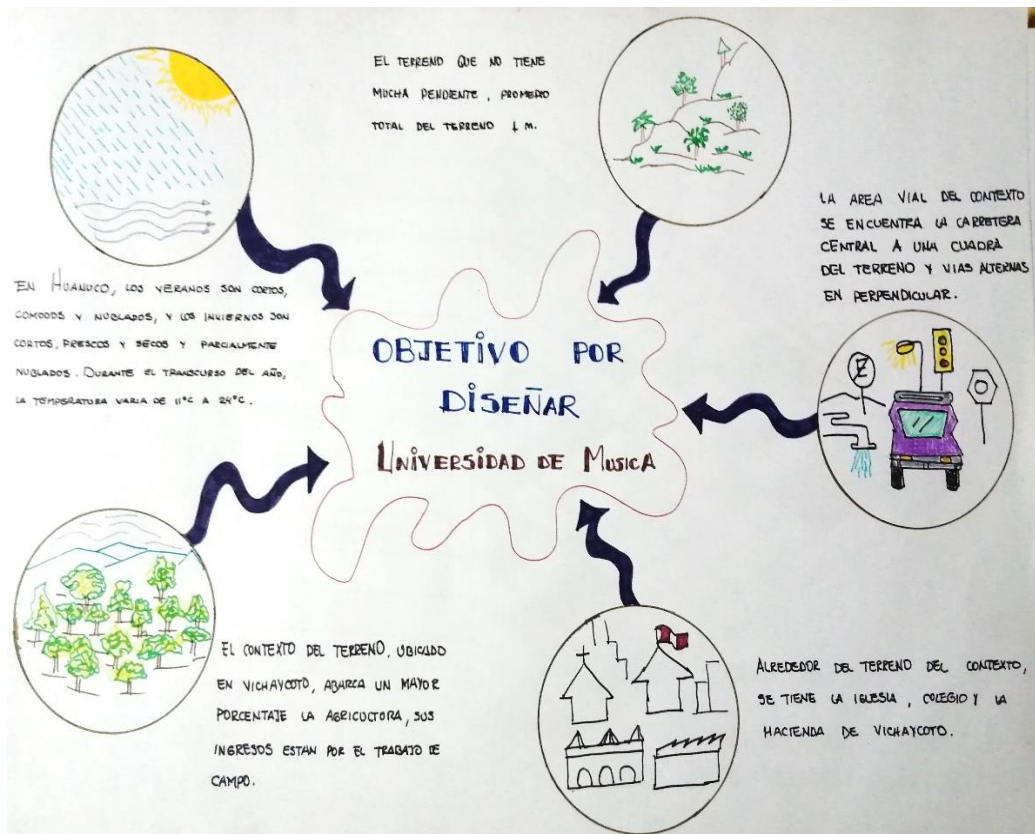 EL TERRENO QUE NO TIENE
MUCHA PENDIENTE, PROMEDIO
TOTAL DEL TERRENO 1 M.
LA AREA VIAL DEL CONTEXTO
SE ENCUENTRA LA CARRETERA
CENTRAL A UNA CUADRA
DEL TERRENO Y VIAS ALTERNAS
EN PERPENDICULAR.
EN HUANUCO, LOS VERANOS SON CORTOS,
COMODOS Y NUBLADOS, Y LOS INVIERNOS SON
CORTOS, FRESCOS Y SECOS Y PARCIALMENTE
NUBLADOS. DURANTE EL TRANSCURSO DEL AÑO,
LA TEMPERATURA VARIA DE 11°C A 24°C.
OBJETIVO POR
DISEÑAR
UNIVERSIDAD DE MUSICA
E
EL CONTEXTO DEL TERRENO, UBICADO
EN VICHAYCOTO, ABARCA UN MAYOR
PORCENTAJE LA AGRICUCTORA, SUS
INGRESOS ESTAN POR EL TRABAJO DE
CAMPO.
ALREDEDOR DEL TERRENO DEL CONTEXTO,
SE TIENE LA IGLESIA, COLEGIO Y LA
HACIENDA DE VICHAYCOTO.